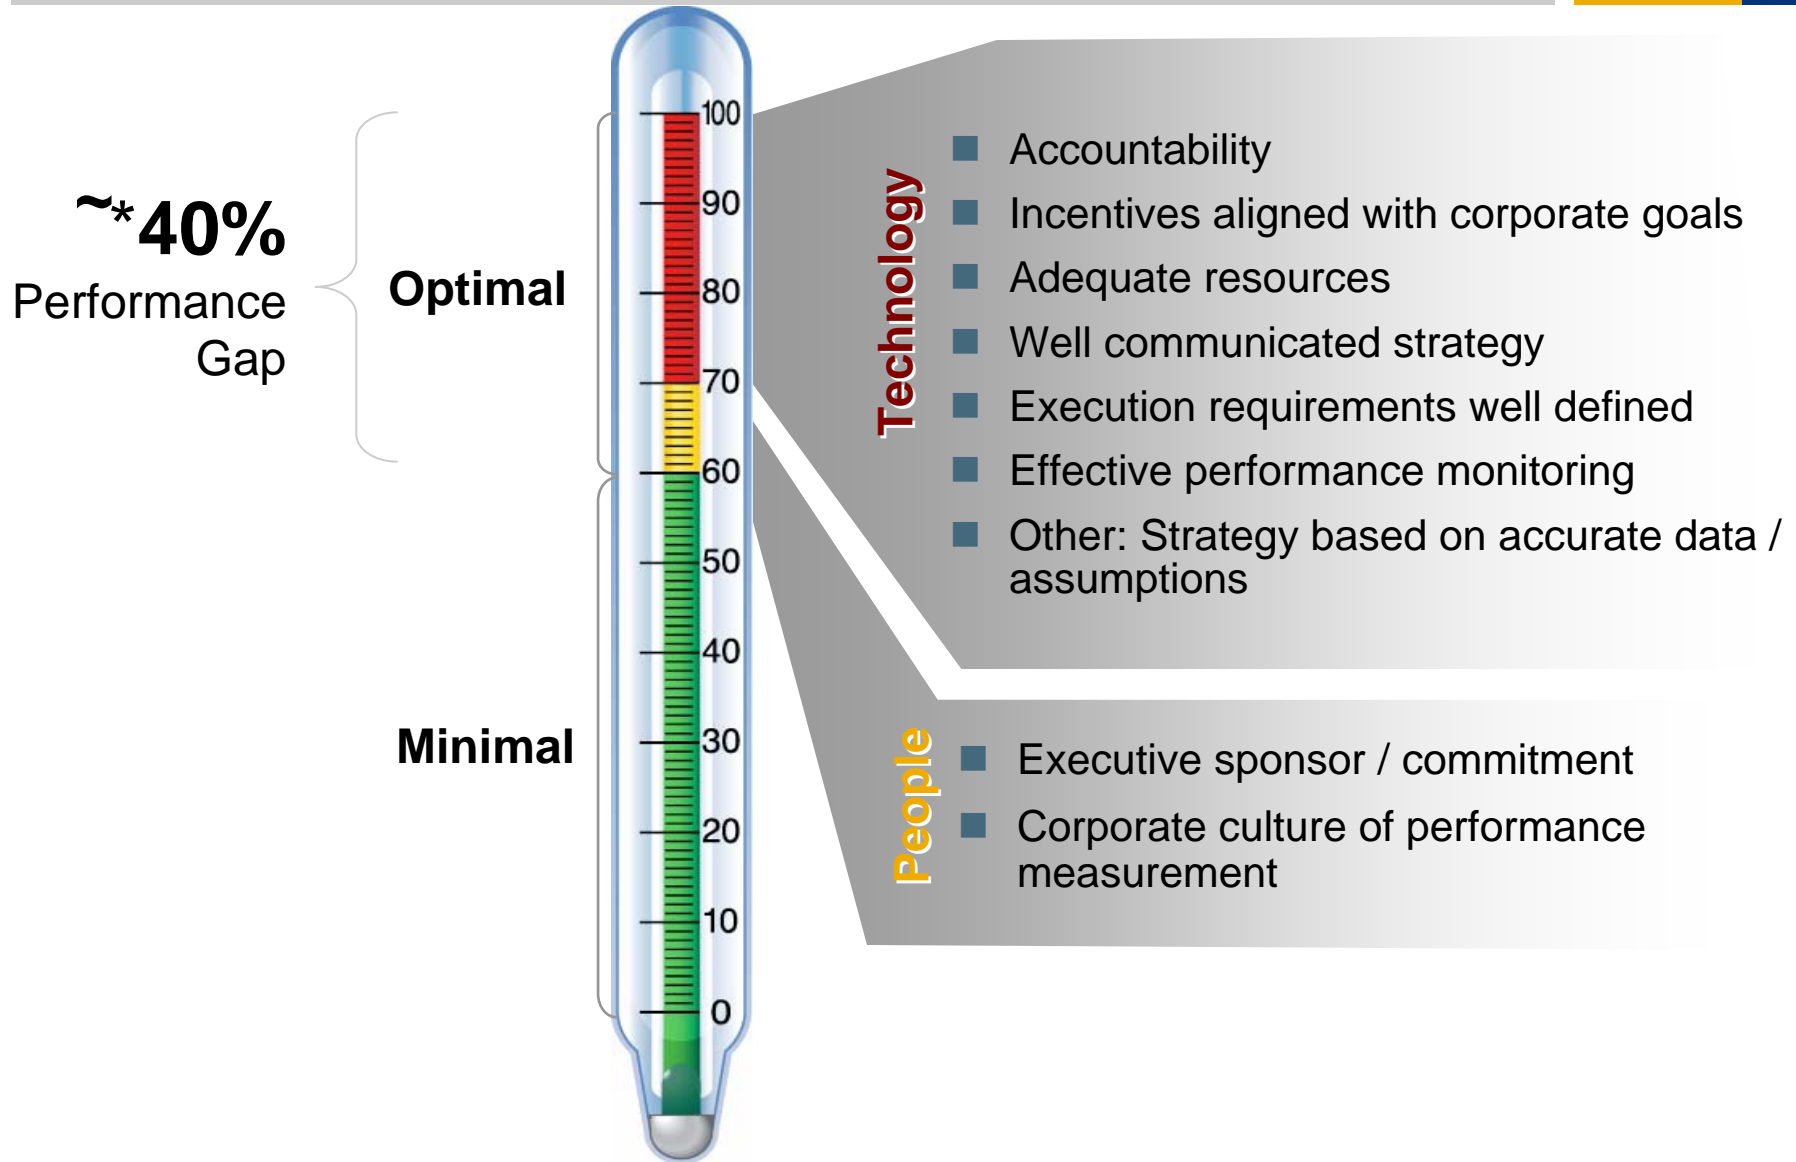 ~*40%
Performance
Gap
Optimal
Minimal
100
90
80
70
60
50
40
30
20
10
0
Technology
Accountability
Incentives aligned with corporate goals
Adequate resources
Well communicated strategy
Execution requirements well defined
Effective performance monitoring
Other: Strategy based on accurate data /
assumptions
People
Executive sponsor / commitment
Corporate culture of performance
measurement